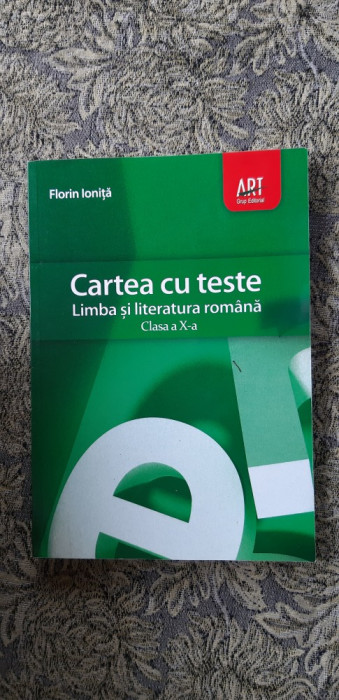 Florin Ioniță
ART
Grup Editorial
Cartea cu teste
Limba și literatura română
Clasa a X-a
e!